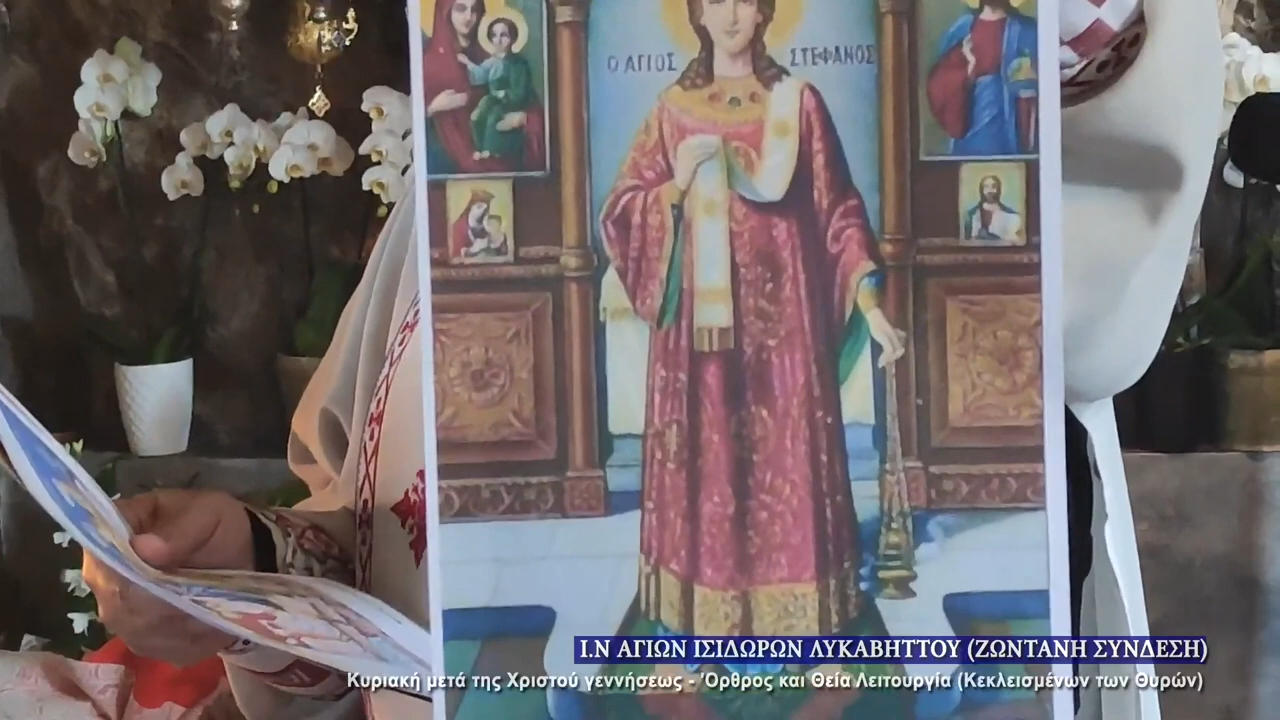 Ο ΑΓΙΟΣ ΣΤΕΦΑΝΟΣ
Ι.Ν ΑΓΙΩΝ ΙΣΙΔΩΡΩΝ ΛΥΚΑΒΗΤΤΟΥ (ΖΩΝΤΑΝΗ ΣΥΝΔΕΣΗ)
Κυριακή μετά της Χριστού γεννήσεως - Όρθρος και Θεία Λειτουργία (Κεκλεισμένων των Θυρών)